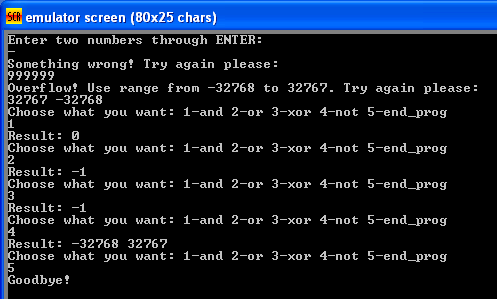 SCR emulator screen (80x25 chars)
Enter two numbers through ENTER:
-
Something wrong! Try again please:
999999
Overflow! Use range from -32768 to 32767. Try again please:
32767 -32768
Choose what you want: 1-and 2-or 3-xor 4-not 5-end_prog
1
Result: 0
Choose what you want: 1-and 2-or 3-xor 4-not 5-end_prog
2
Result: -1
Choose what you want: 1-and 2-or 3-xor 4-not 5-end_prog
3
Result: -1
Choose what you want: 1-and 2-or 3-xor 4-not 5-end_prog
4
Result: -32768 32767
Choose what you want: 1-and 2-or 3-xor 4-not 5-end_prog
5
Goodbye!